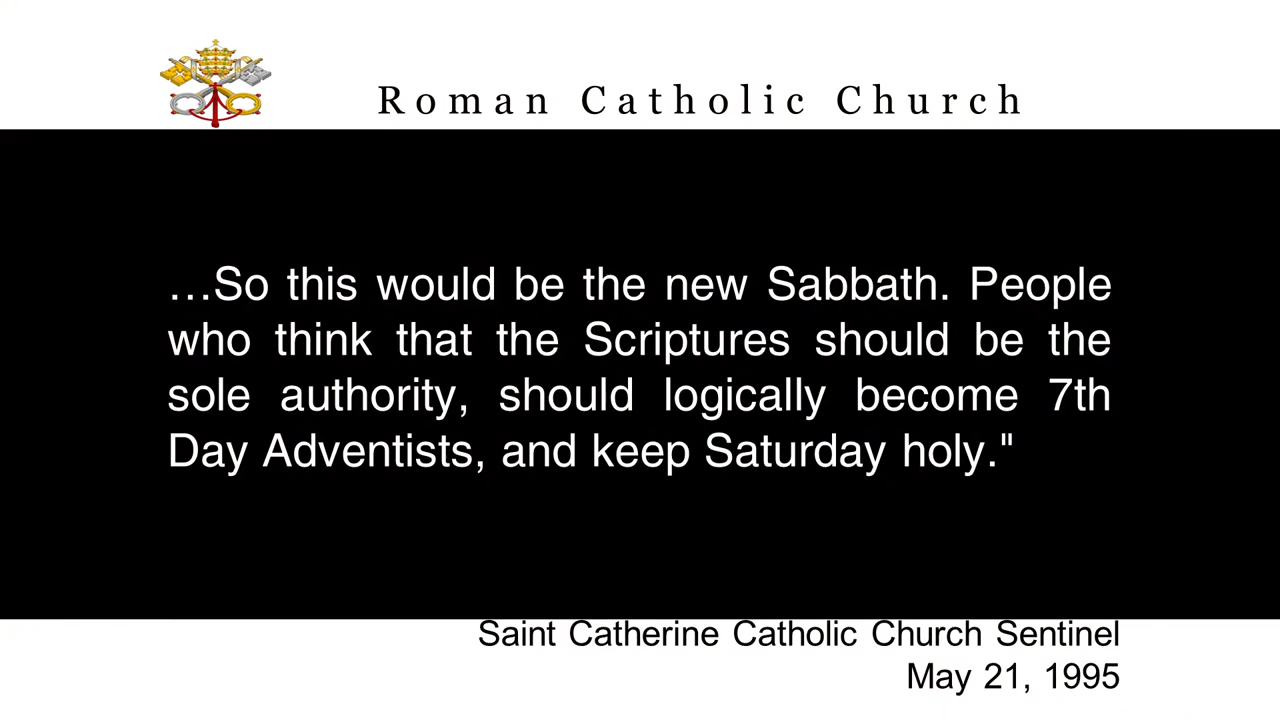 Roman Catholic Church
…So this would be the new Sabbath. People
who think that the Scriptures should be the
sole authority, should logically become 7th
Day Adventists, and keep Saturday holy."
Saint Catherine Catholic Church Sentinel
May 21, 1995